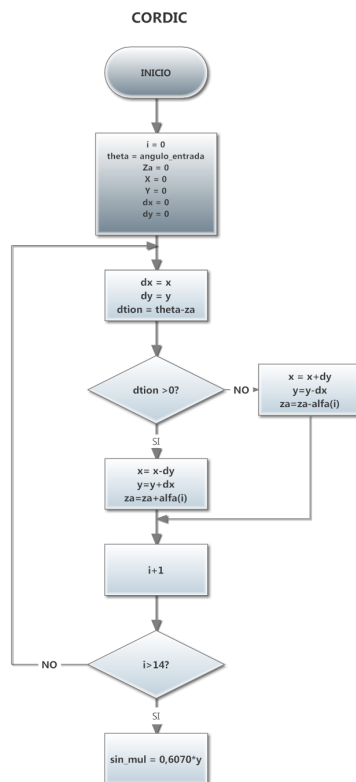 CORDIC
INICIO
i = 0
theta = angulo_entrada
Za = 0
X = 0
Y = 0
dx = 0
dy = 0
dx = x
dy = y
dtion = theta-za
dtion >0?
NO
x = x+dy
y=y-dx
za=za-alfa(i)
SI
x= x-dy
y=y+dx
za=za+alfa(i)
i+1
i>14?
NO
SI
sin_mul = 0,6070*y